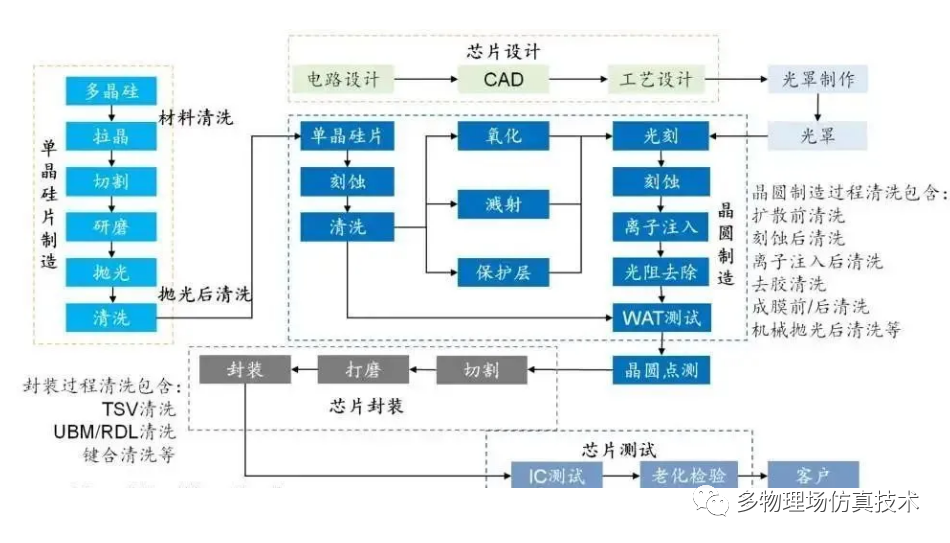 芯片设计
电路设计
CAD
工艺设计
光罩制作
光罩
单晶硅片制造
多晶硅
拉晶
切割
研磨
抛光
清洗
材料清洗
抛光后清洗
单晶硅片
刻蚀
清洗
氧化
溅射
保护层
光刻
刻蚀
离子注入
光阻去除
WAT测试
晶圆制造
晶圆制造过程清洗包含：
扩散前清洗
刻蚀后清洗
离子注入后清洗
去胶清洗
成膜前/后清洗
机械抛光后清洗等
晶圆点测
切割
打磨
封装
芯片封装
封装过程清洗包含：
TSV清洗
UBM/RDL清洗
键合清洗等
芯片测试
IC测试
老化检验
客户
多物理场仿真技术